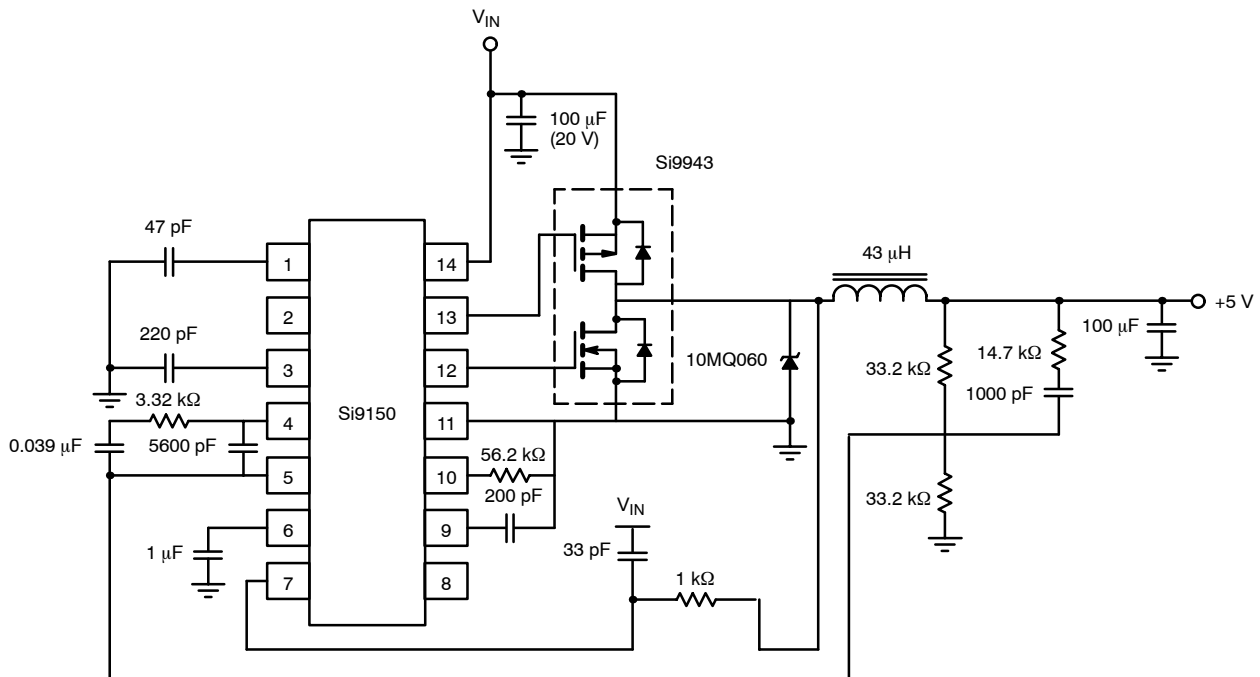 V_IN
100 μF
(20 V)
Si9943
47 pF
1
14
43 μH
2
13
+5 V
100 μF
220 pF
3
12
10MQ060
33.2 kΩ
14.7 kΩ
1000 pF
3.32 kΩ
Si9150
4
11
0.039 μF
5600 pF
56.2 kΩ
5
10
200 pF
33.2 kΩ
V_IN
6
9
1 μF
33 pF
7
8
1 kΩ